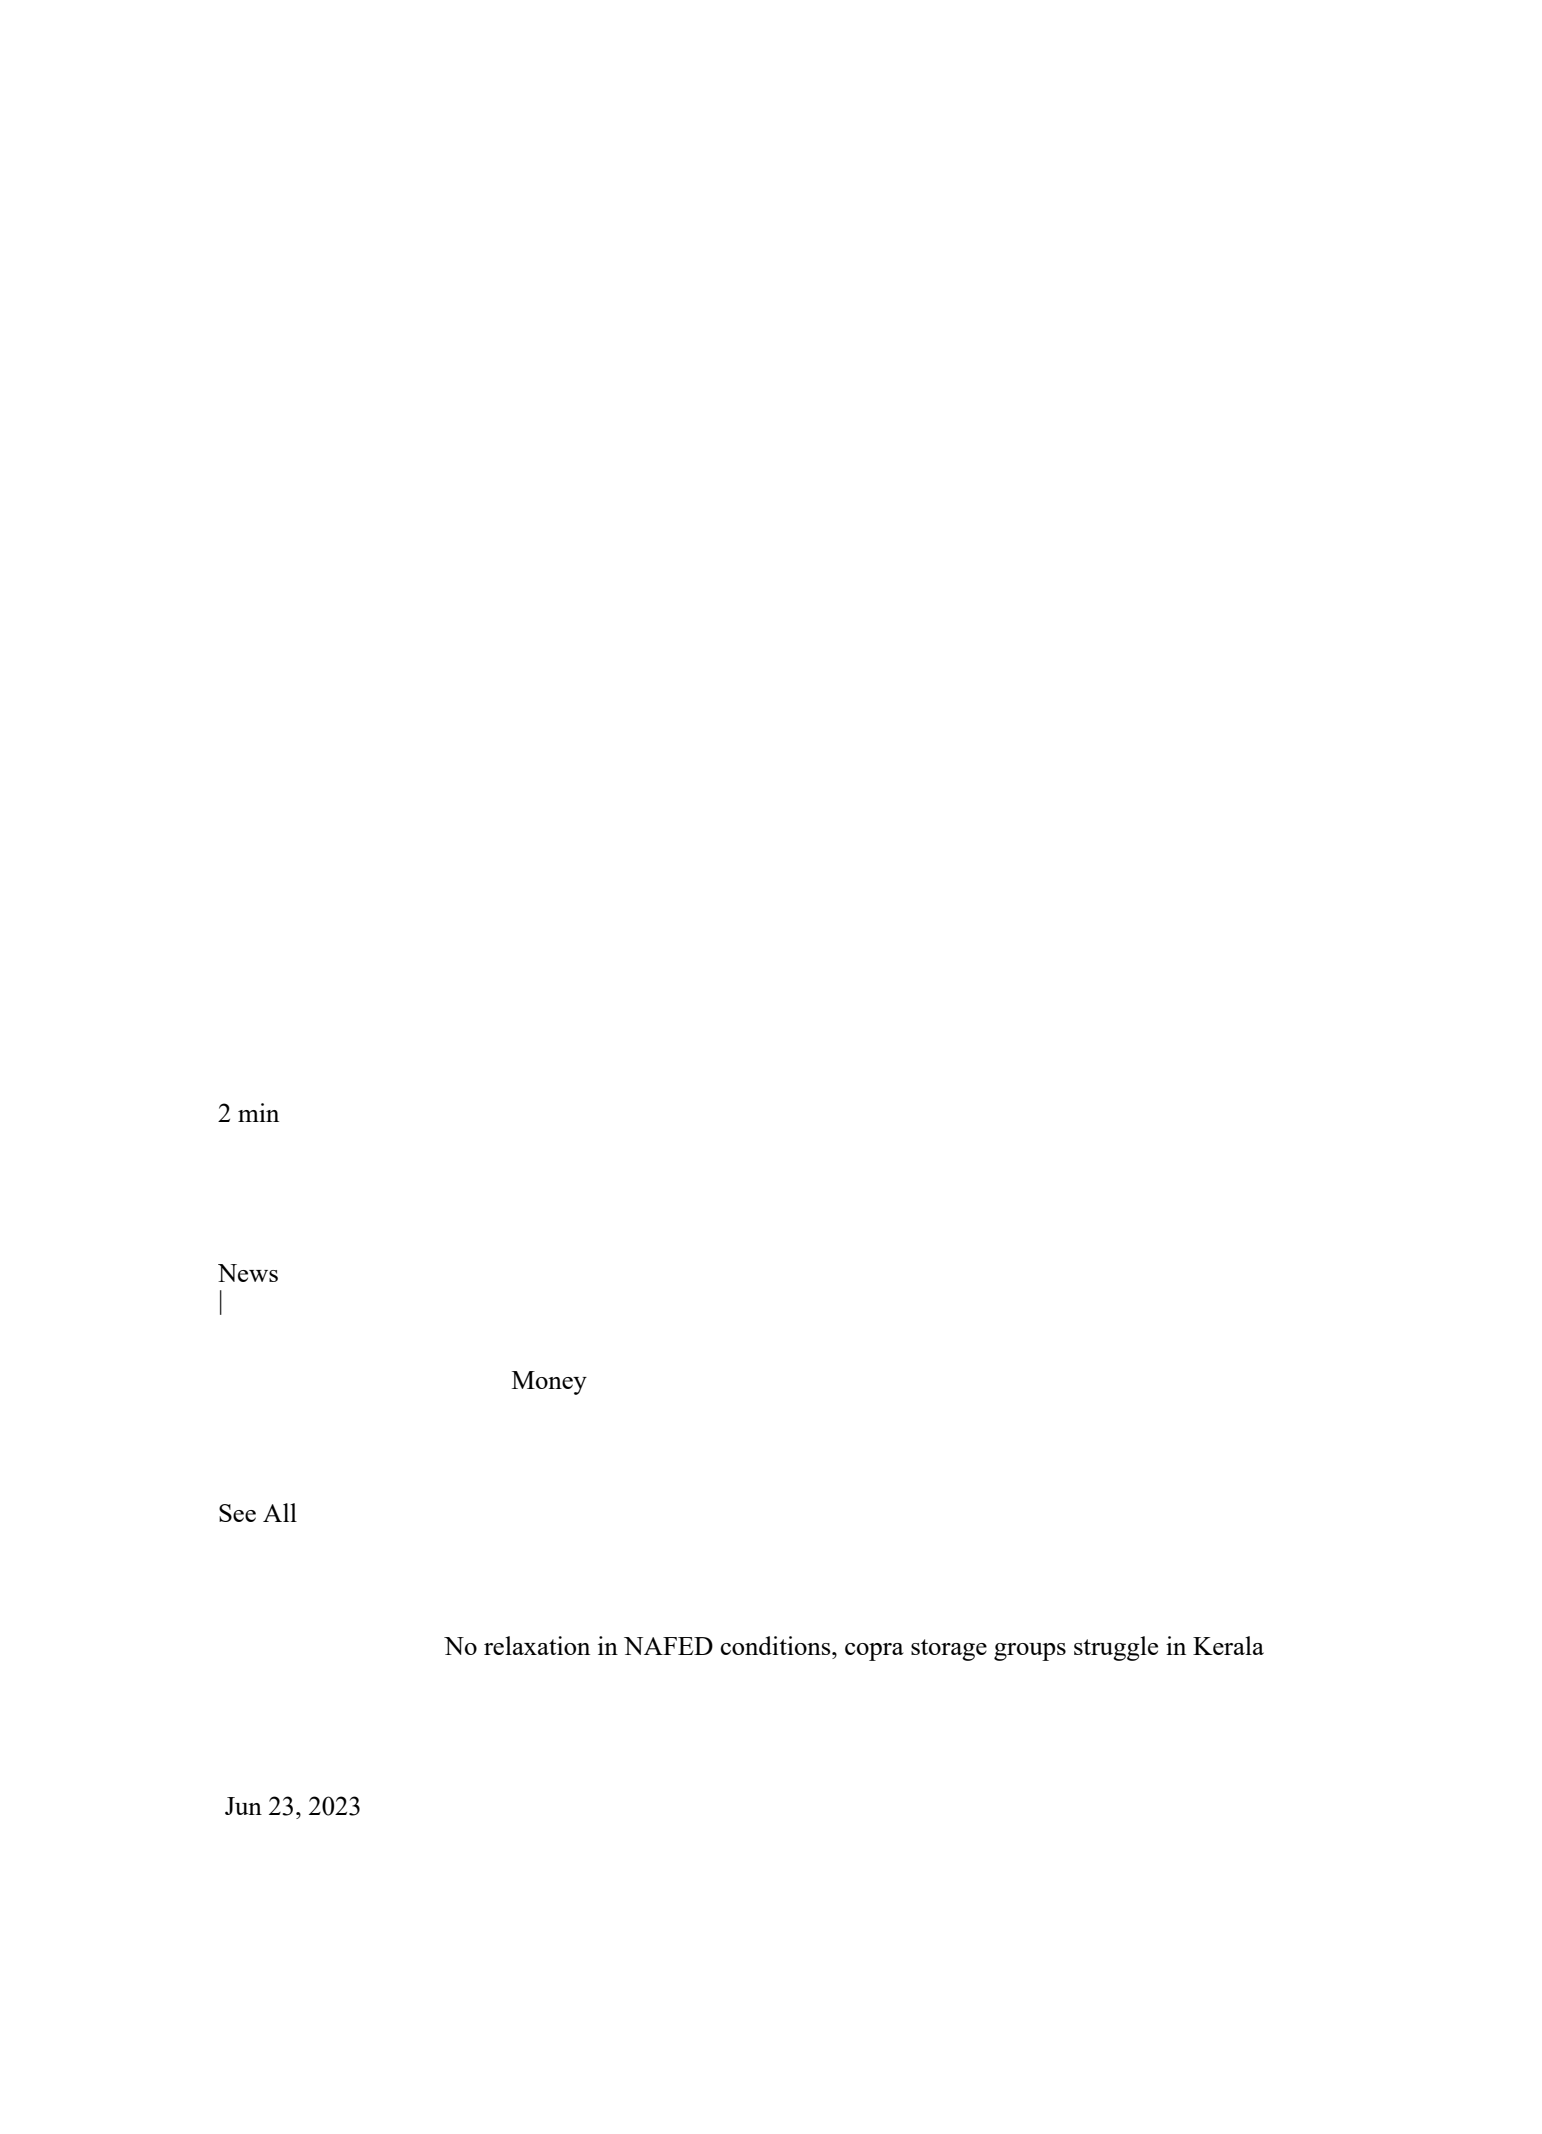 2 min
News
|
Money
See All
No relaxation in NAFED conditions, copra storage groups struggle in Kerala
Jun 23, 2023